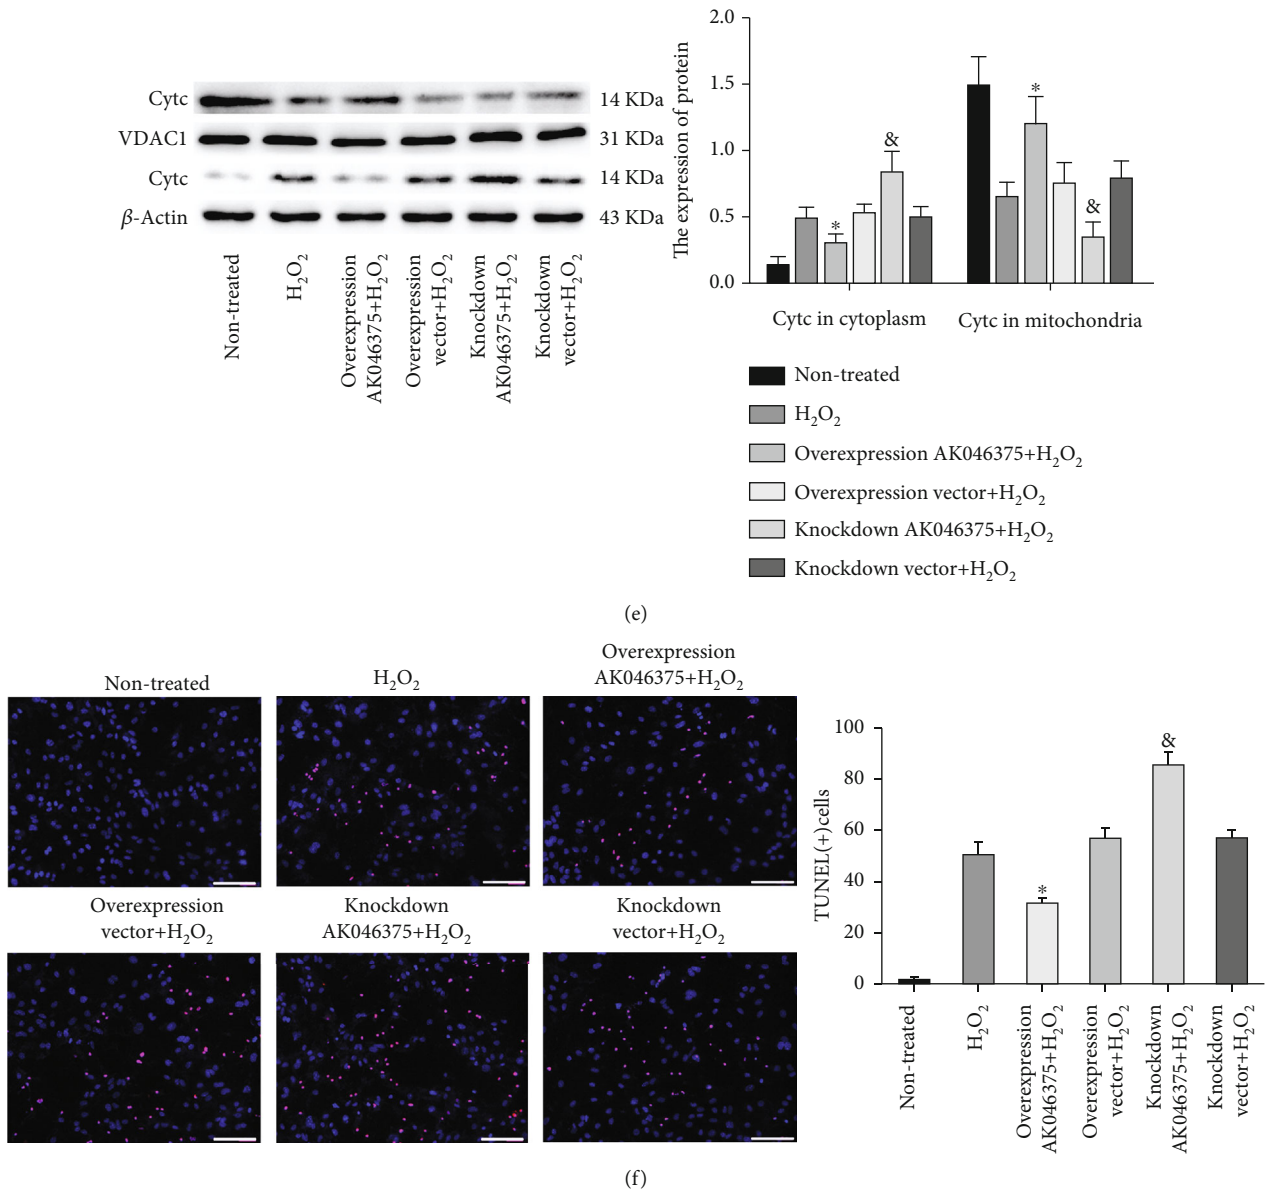 Cytc 14 KDa
VDAC1 31 KDa
Cytc 14 KDa
β-Actin 43 KDa
Non-treated
H₂O₂
Overexpression
AK046375+H₂O₂
Overexpression
vector+H₂O₂
Knockdown
AK046375+H₂O₂
Knockdown
vector+H₂O₂
The expression of protein
2.0
1.5
1.0
0.5
0.0
*
&
*
&
Cytc in cytoplasm
Cytc in mitochondria
Non-treated
H₂O₂
Overexpression AK046375+H₂O₂
Overexpression vector+H₂O₂
Knockdown AK046375+H₂O₂
Knockdown vector+H₂O₂
(e)
Non-treated
H₂O₂
Overexpression
AK046375+H₂O₂
Overexpression
vector+H₂O₂
Knockdown
AK046375+H₂O₂
Knockdown
vector+H₂O₂
TUNEL(+)cells
100
80
60
40
20
0
*
&
Non-treated
H₂O₂
Overexpression
AK046375+H₂O₂
Overexpression
vector+H₂O₂
Knockdown
AK046375+H₂O₂
Knockdown
vector+H₂O₂
(f)